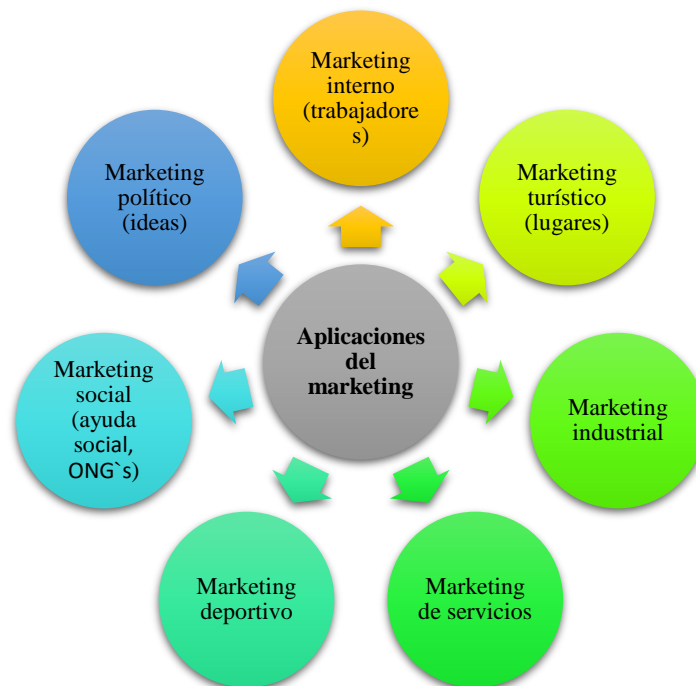 Marketing
interno
(trabajadore
s)
Marketing
turístico
(lugares)
Marketing
industrial
Marketing
de servicios
Marketing
deportivo
Marketing
social
(ayuda
social,
ONG`s)
Marketing
político
(ideas)
Aplicaciones
del
marketing